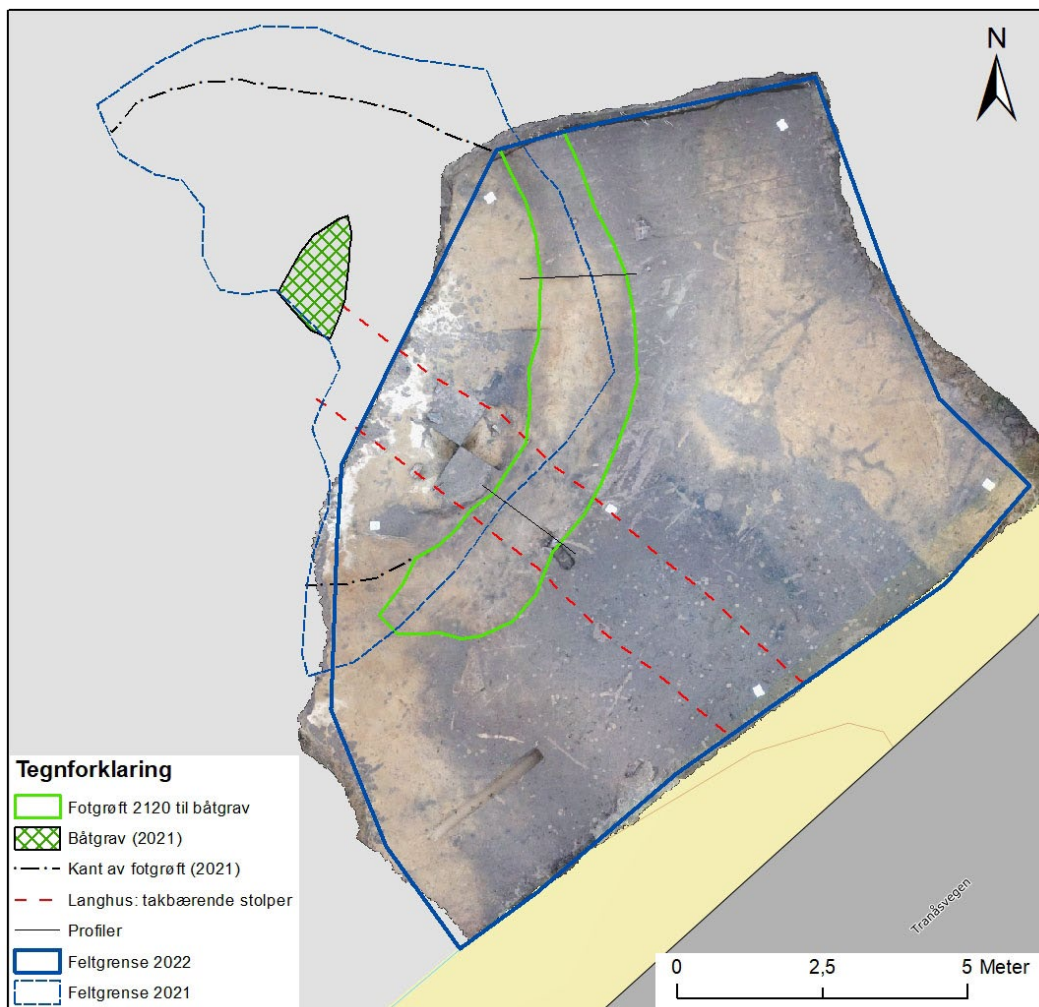 N
Tegnforklaring
Fotgrøft 2120 til båtgrav
Båtgrav (2021)
Kant av fotgrøft (2021)
Langhus: takbærende stolper
Profiler
Feltgrense 2022
Feltgrense 2021
Tranåsvegen
0 2,5 5 Meter